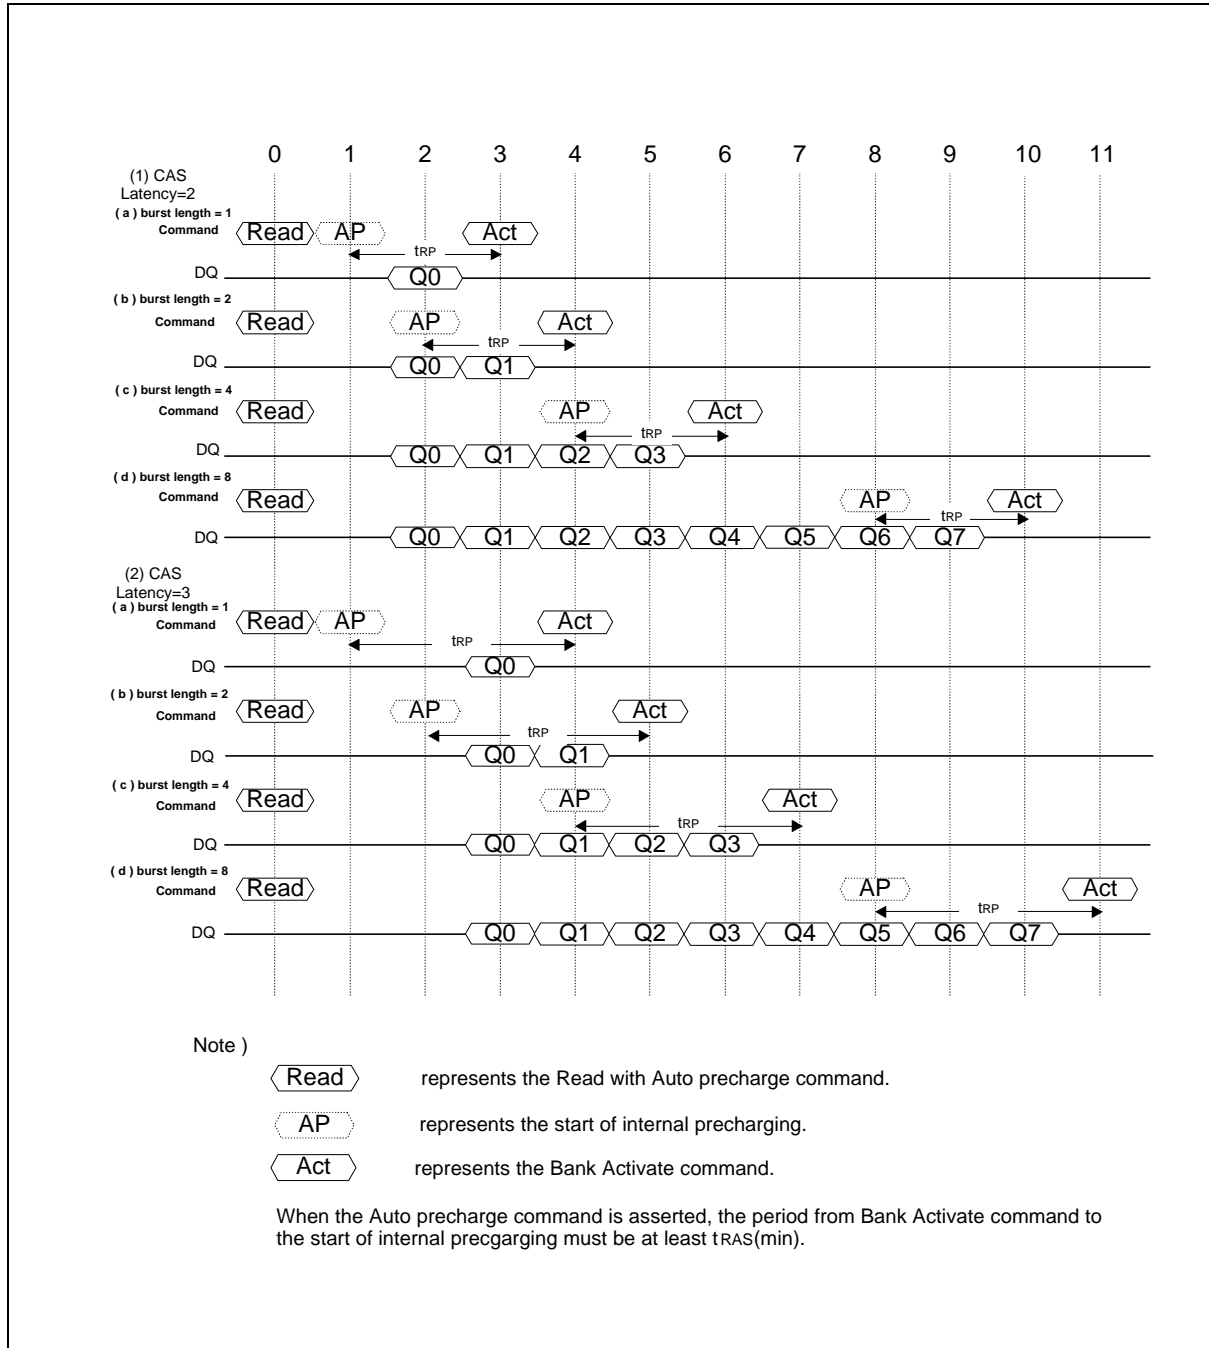 0 1 2 3 4 5 6 7 8 9 10 11
(1) CAS
Latency=2
( a ) burst length = 1
Command Read AP Act
tRP
DQ Q0
( b ) burst length = 2
Command Read AP Act
tRP
DQ Q0 Q1
( c ) burst length = 4
Command Read AP Act
tRP
DQ Q0 Q1 Q2 Q3
( d ) burst length = 8
Command Read AP Act
tRP
DQ Q0 Q1 Q2 Q3 Q4 Q5 Q6 Q7
(2) CAS
Latency=3
( a ) burst length = 1
Command Read AP Act
tRP
DQ Q0
( b ) burst length = 2
Command Read AP Act
tRP
DQ Q0 Q1
( c ) burst length = 4
Command Read AP Act
tRP
DQ Q0 Q1 Q2 Q3
( d ) burst length = 8
Command Read AP Act
tRP
DQ Q0 Q1 Q2 Q3 Q4 Q5 Q6 Q7
Note )
Read represents the Read with Auto precharge command.
AP represents the start of internal precharging.
Act represents the Bank Activate command.
When the Auto precharge command is asserted, the period from Bank Activate command to
the start of internal precgarging must be at least tRAS(min).